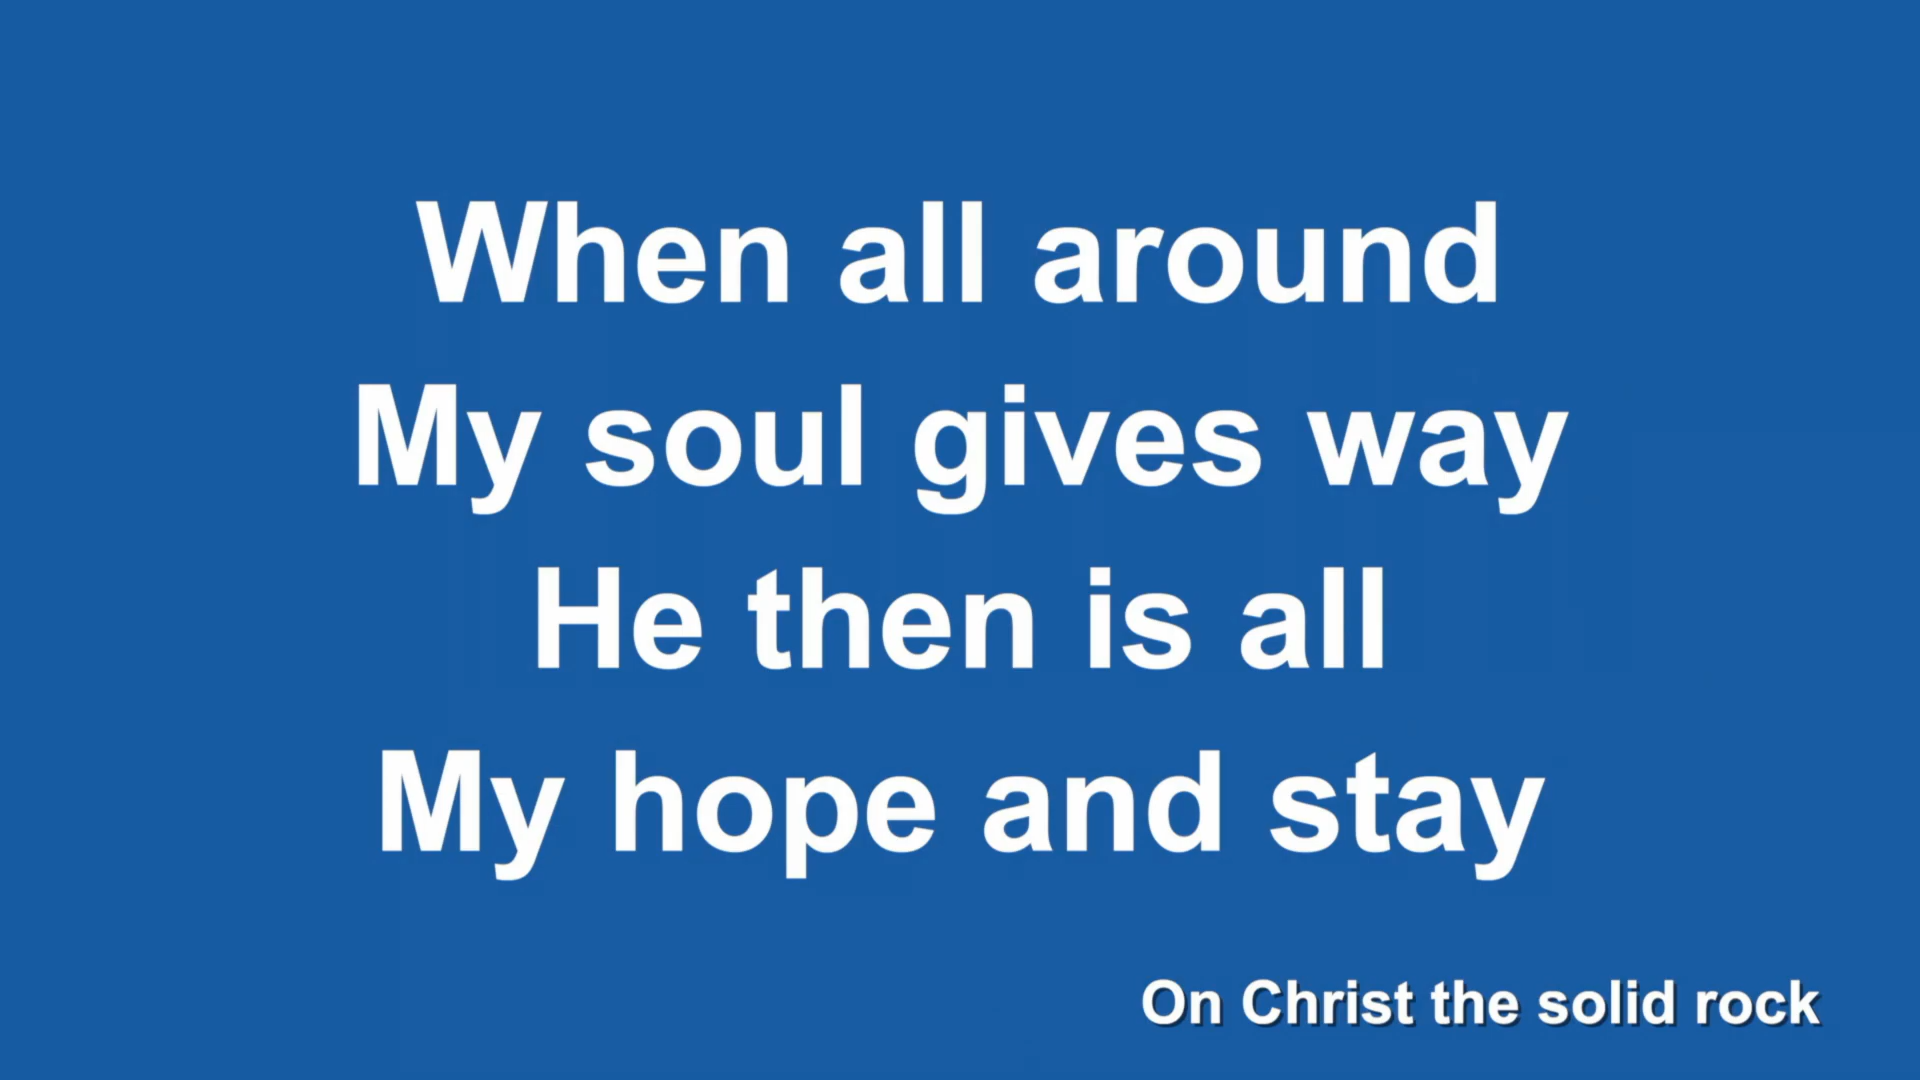 When all around
My soul gives way
He then is all
My hope and stay
On Christ the solid rock